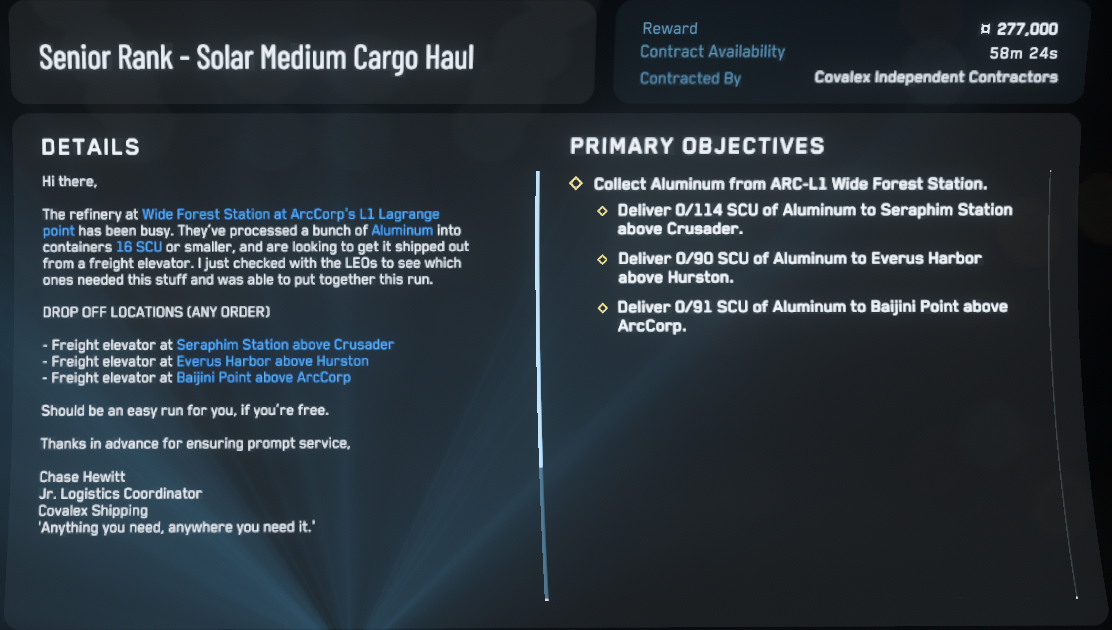 Senior Rank - Solar Medium Cargo Haul
Reward
¤ 277,000
Contract Availability
58m 24s
Contracted By
Covalex Independent Contractors
DETAILS
Hi there,
The refinery at Wide Forest Station at ArcCorp's L1 Lagrange
point has been busy. They've processed a bunch of Aluminum into
containers 16 SCU or smaller, and are looking to get it shipped out
from a freight elevator. I just checked with the LEOs to see which
ones needed this stuff and was able to put together this run.
DROP OFF LOCATIONS (ANY ORDER)
- Freight elevator at Seraphim Station above Crusader
- Freight elevator at Everus Harbor above Hurston
- Freight elevator at Baijini Point above ArcCorp
Should be an easy run for you, if you're free.
Thanks in advance for ensuring prompt service,
Chase Hewitt
Jr. Logistics Coordinator
Covalex Shipping
'Anything you need, anywhere you need it.'
PRIMARY OBJECTIVES
Collect Aluminum from ARC-L1 Wide Forest Station.
Deliver 0/114 SCU of Aluminum to Seraphim Station
above Crusader.
Deliver 0/90 SCU of Aluminum to Everus Harbor
above Hurston.
Deliver 0/91 SCU of Aluminum to Baijini Point above
ArcCorp.